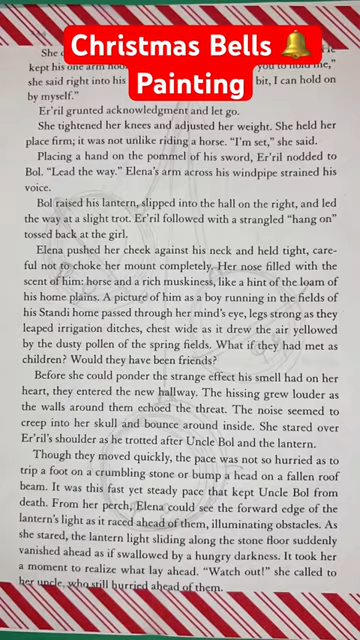 Christmas Bells 🔔
Painting
She
kept his one arm you to hold me,"
she said right into his bit, I can hold on
by myself."
Er'ril grunted acknowledgment and let go.
She tightened her knees and adjusted her weight. She held her
place firm; it was not unlike riding a horse. "I'm set," she said.
Placing a hand on the pommel of his sword, Er'ril nodded to
Bol. "Lead the way." Elena's arm across his windpipe strained his
voice.
Bol raised his lantern, slipped into the hall on the right, and led
the way at a slight trot. Er'ril followed with a strangled "hang on"
tossed back at the girl.
Elena pushed her cheek against his neck and held tight, care-
ful not to choke her mount completely. Her nose filled with the
scent of him: horse and a rich muskiness, like a hint of the loam of
his home plains. A picture of him as a boy running in the fields of
his Standi home passed through her mind's eye, legs strong as they
leaped irrigation ditches, chest wide as it drew the air yellowed
by the dusty pollen of the spring fields. What if they had met as
children? Would they have been friends?
Before she could ponder the strange effect his smell had on her
heart, they entered the new hallway. The hissing grew louder as
the walls around them echoed the threat. The noise seemed to
creep into her skull and bounce around inside. She stared over
Er'ril's shoulder as he trotted after Uncle Bol and the lantern.
Though they moved quickly, the pace was not so hurried as to
trip a foot on a crumbling stone or bump a head on a fallen roof
beam. It was this fast yet steady pace that kept Uncle Bol from
death. From her perch, Elena could see the forward edge of the
lantern's light as it raced ahead of them, illuminating obstacles. As
she stared, the lantern light sliding along the stone floor suddenly
vanished ahead as if swallowed by a hungry darkness. It took her
a moment to realize what lay ahead. "Watch out!" she called to
her uncle, who still hurried ahead of them.